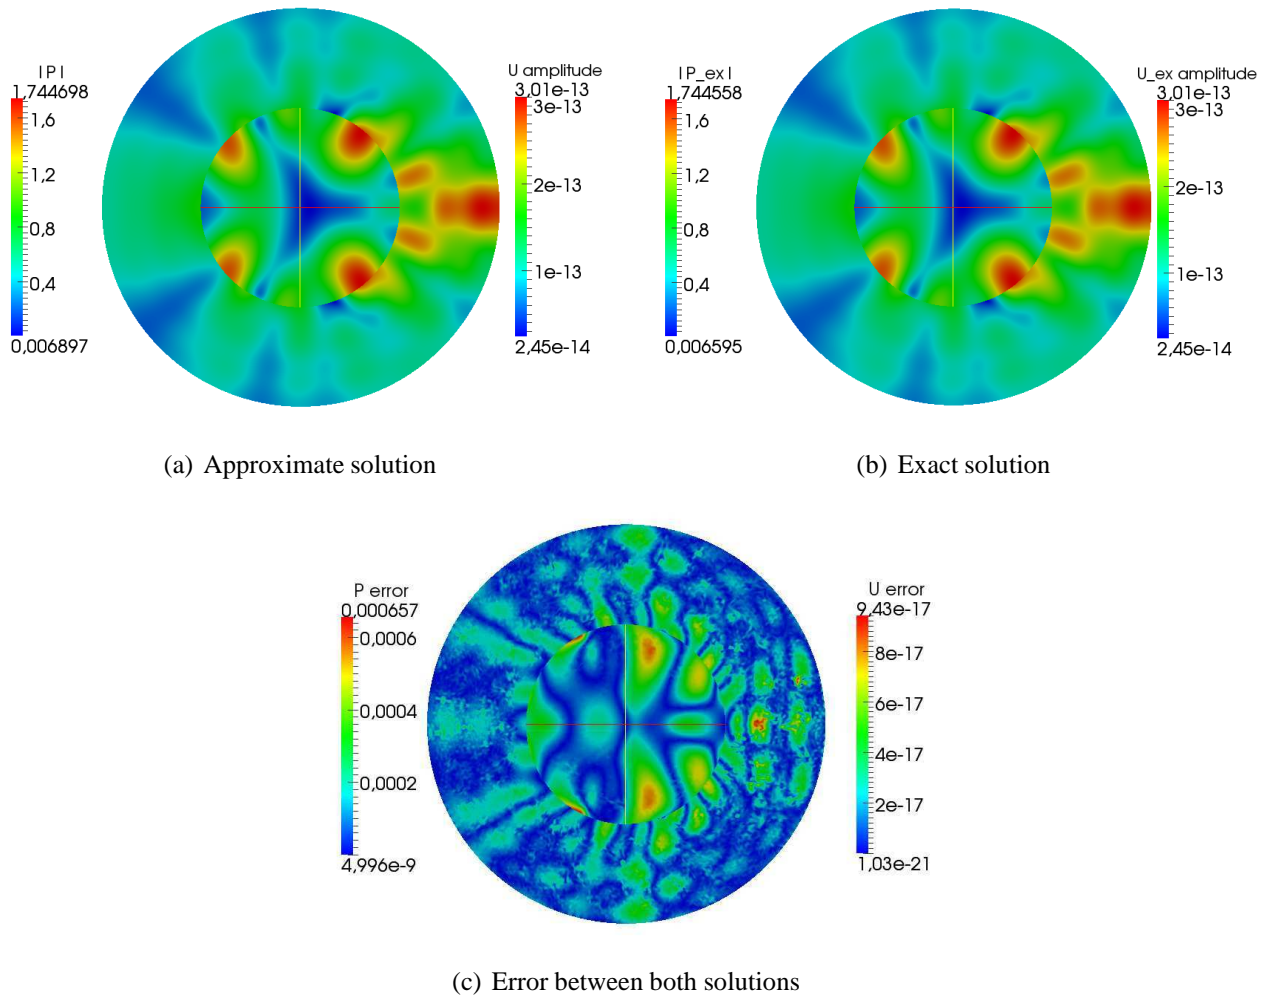 |P|
1,744698
1,6
1,2
0,8
0,4
0,006897
U amplitude
3,01e-13
3e-13
2e-13
1e-13
2,45e-14
(a) Approximate solution
|P_ex|
1,744558
1,6
1,2
0,8
0,4
0,006595
U_ex amplitude
3,01e-13
3e-13
2e-13
1e-13
2,45e-14
(b) Exact solution
P error
0,000657
0,0006
0,0004
0,0002
4,996e-9
U error
9,43e-17
8e-17
6e-17
4e-17
2e-17
1,03e-21
(c) Error between both solutions